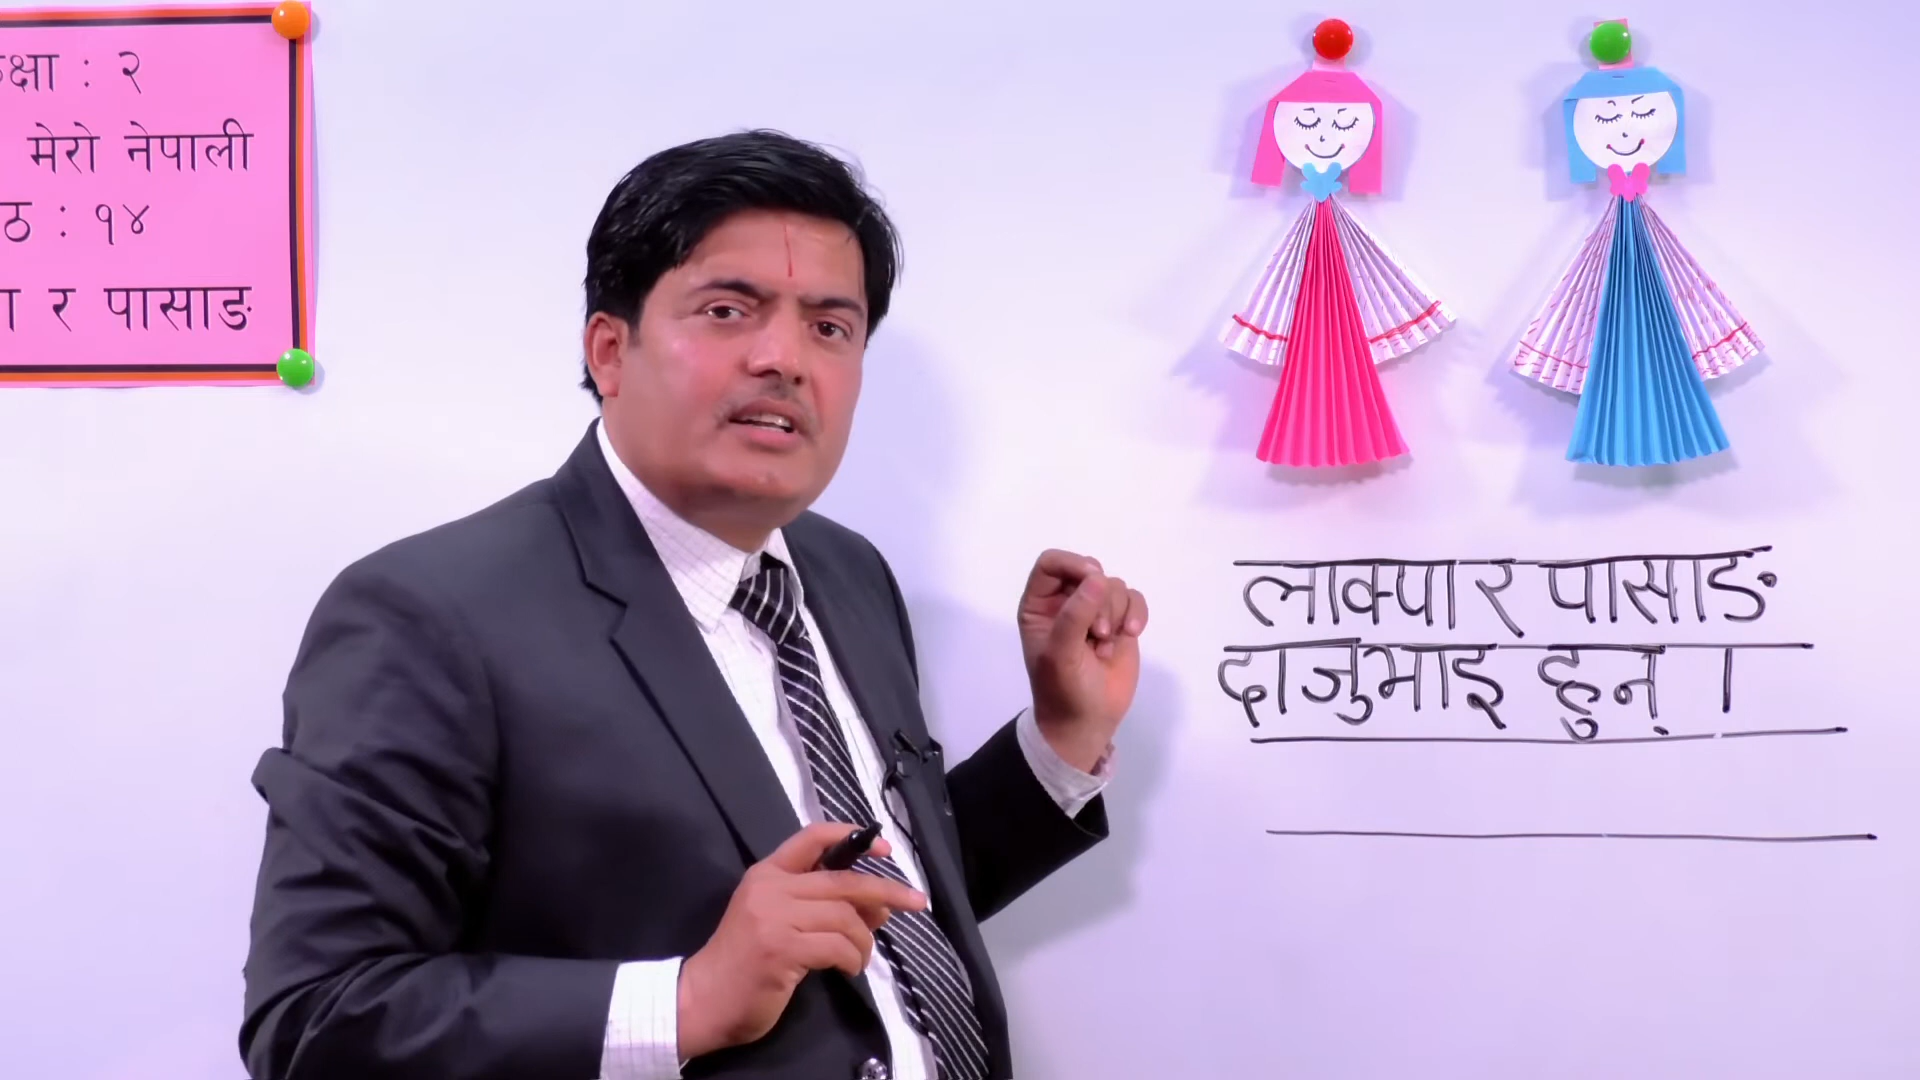 : २
मेरो नेपाली
: १४
र पासाङ
लाक्पा र पासाङ
दाजुभाइ हुन् ।